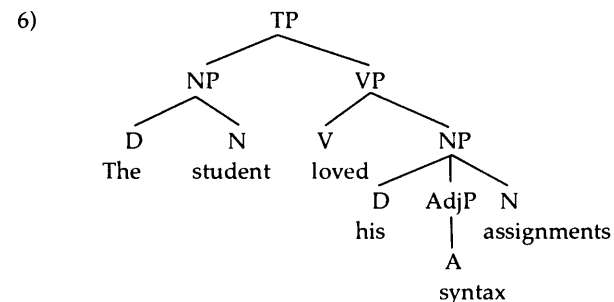 6) TP
NP VP
D N V NP
The student loved
D AdjP N
his assignments
A
syntax